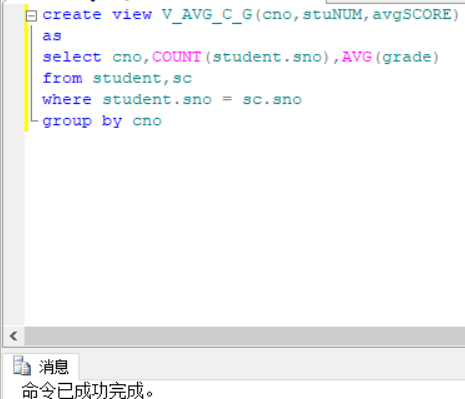 create view V_AVG_C_G(cno,stuNUM,avgSCORE)
as
select cno,COUNT(student.sno),AVG(grade)
from student,sc
where student.sno = sc.sno
group by cno
消息
命令已成功完成。